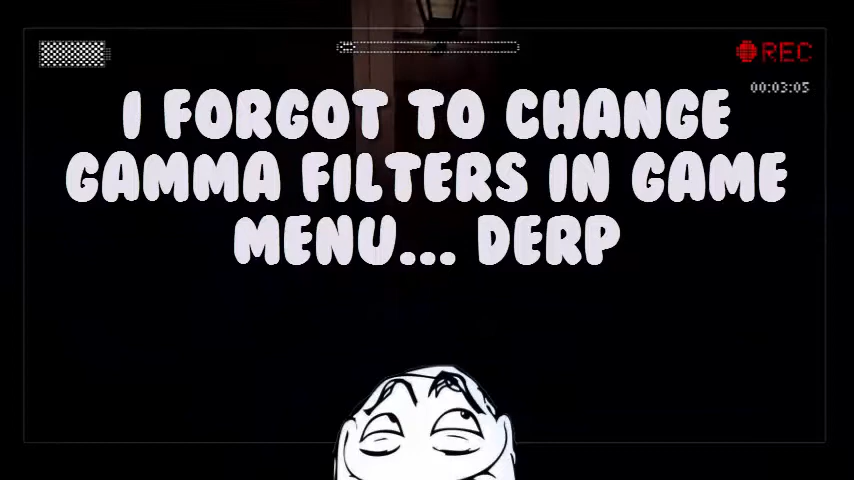 REC
00:03:05
I FORGOT TO CHANGE
GAMMA FILTERS IN GAME
MENU... DERP